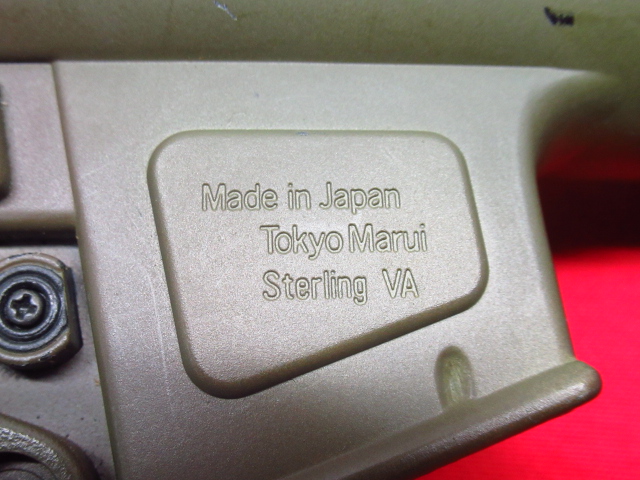 Made in Japan
Tokyo Marui
Sterling VA